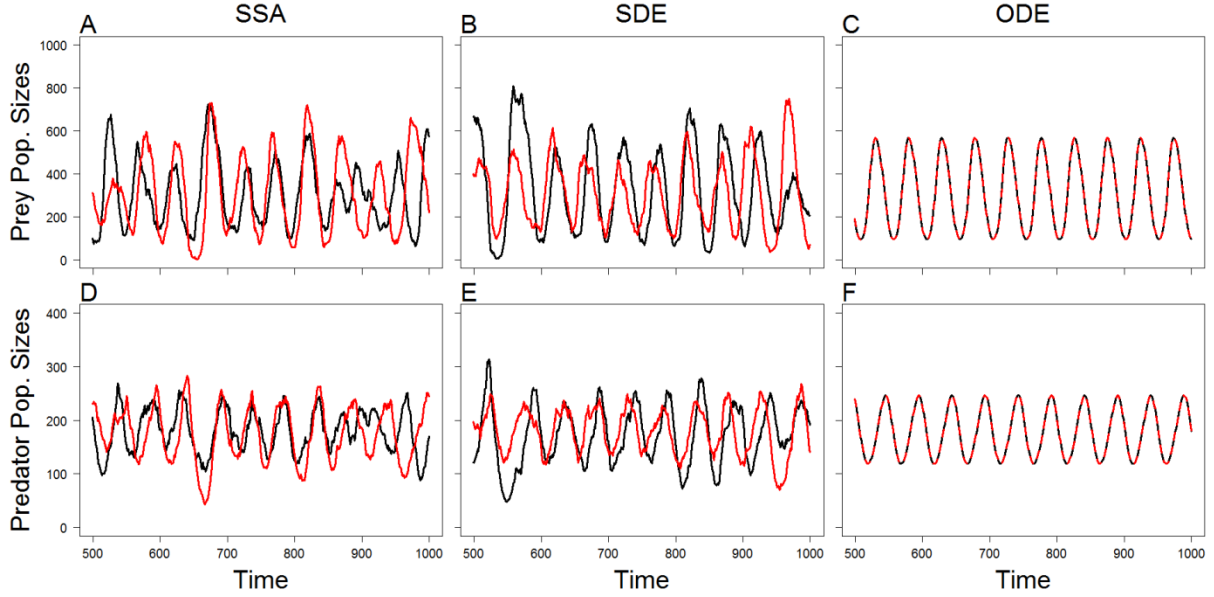 SSA SDE ODE
A B C
Prey Pop. Sizes
1000
800
600
400
200
0
D E F
Predator Pop. Sizes
400
300
200
100
0
500 600 700 800 900 1000 500 600 700 800 900 1000 500 600 700 800 900 1000
Time Time Time